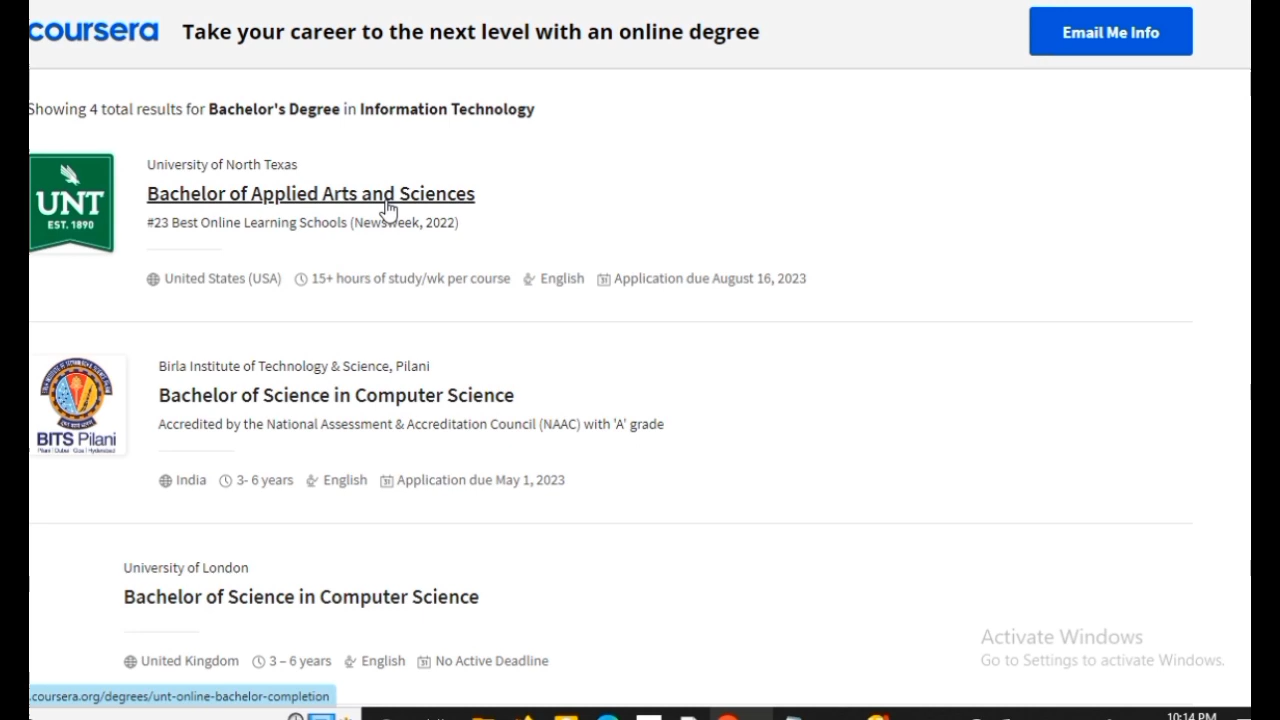 coursera
Take your career to the next level with an online degree
Email Me Info
Showing 4 total results for Bachelor's Degree in Information Technology
UNT
EST. 1890
University of North Texas
Bachelor of Applied Arts and Sciences
#23 Best Online Learning Schools (Newsweek, 2022)
United States (USA) 15+ hours of study/wk per course English Application due August 16, 2023
BITS Pilani
Pilani | Dubai | Goa | Hyderabad
Birla Institute of Technology & Science, Pilani
Bachelor of Science in Computer Science
Accredited by the National Assessment & Accreditation Council (NAAC) with 'A' grade
India 3- 6 years English Application due May 1, 2023
University of London
Bachelor of Science in Computer Science
United Kingdom 3 – 6 years English No Active Deadline
Activate Windows
Go to Settings to activate Windows.
.coursera.org/degrees/unt-online-bachelor-completion
10:14 PM